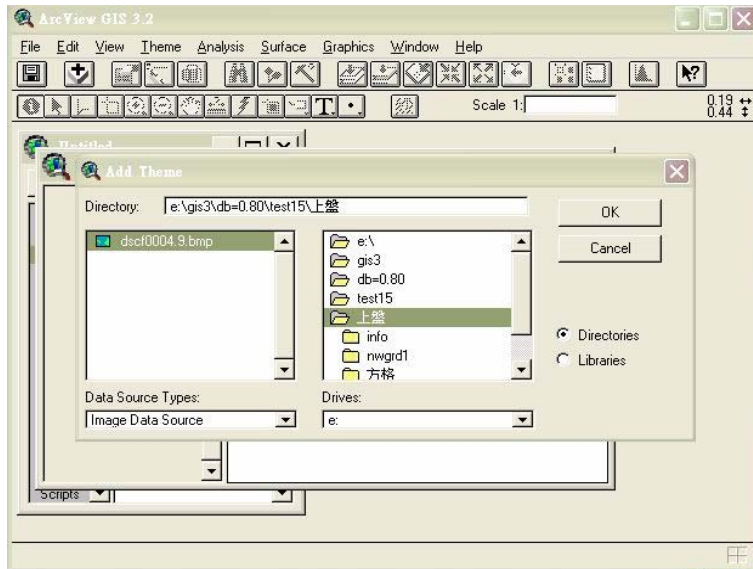 ArcView GIS 3.2
File Edit View Theme Analysis Surface Graphics Window Help
Scale 1:
0.19
0.44
Untitled
Add Theme
Directory: e:\gis3\db=0.80\test15\上盤
OK
Cancel
dscf0004.9.bmp
e:\
gis3
db=0.80
test15
上盤
info
nwgrd1
方格
Directories
Libraries
Data Source Types:
Image Data Source
Drives:
e:
Scripts